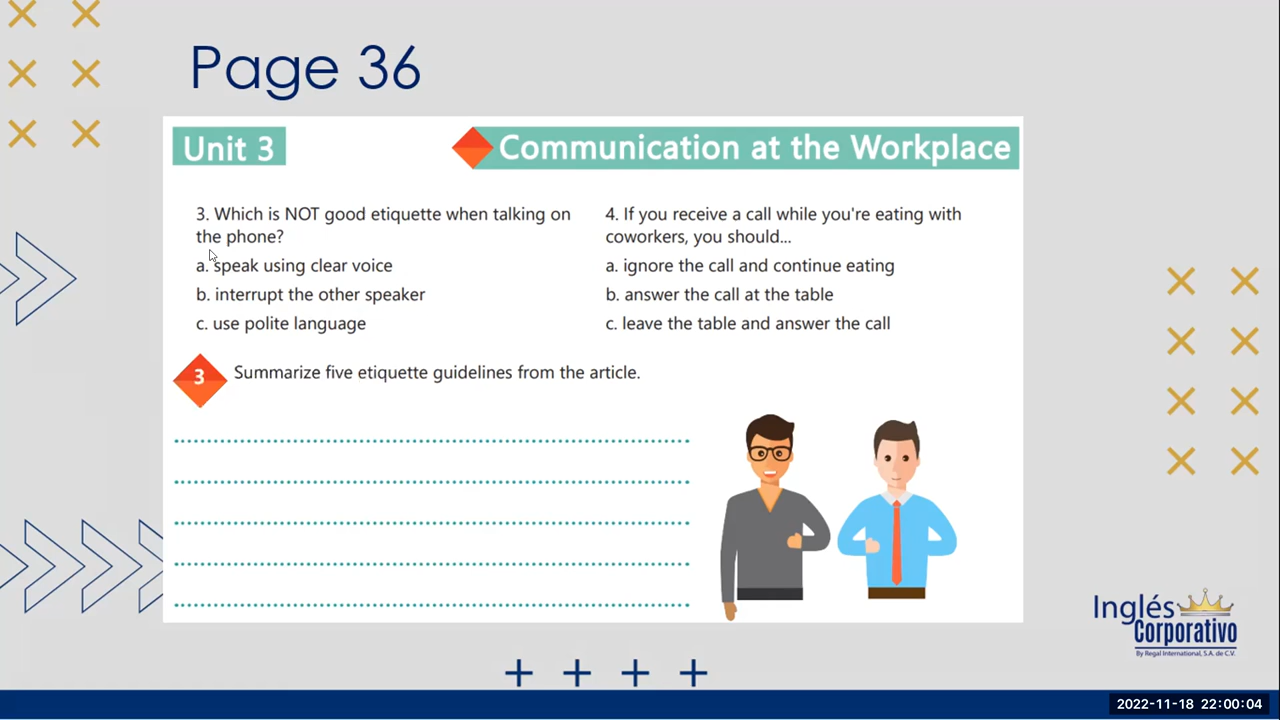 Page 36
Unit 3
Communication at the Workplace
3. Which is NOT good etiquette when talking on
the phone?
a. speak using clear voice
b. interrupt the other speaker
c. use polite language
4. If you receive a call while you're eating with
coworkers, you should...
a. ignore the call and continue eating
b. answer the call at the table
c. leave the table and answer the call
3
Summarize five etiquette guidelines from the article.
Inglés
Corporativo
By Regal International, S.A. de C.V.
2022-11-18 22:00:04